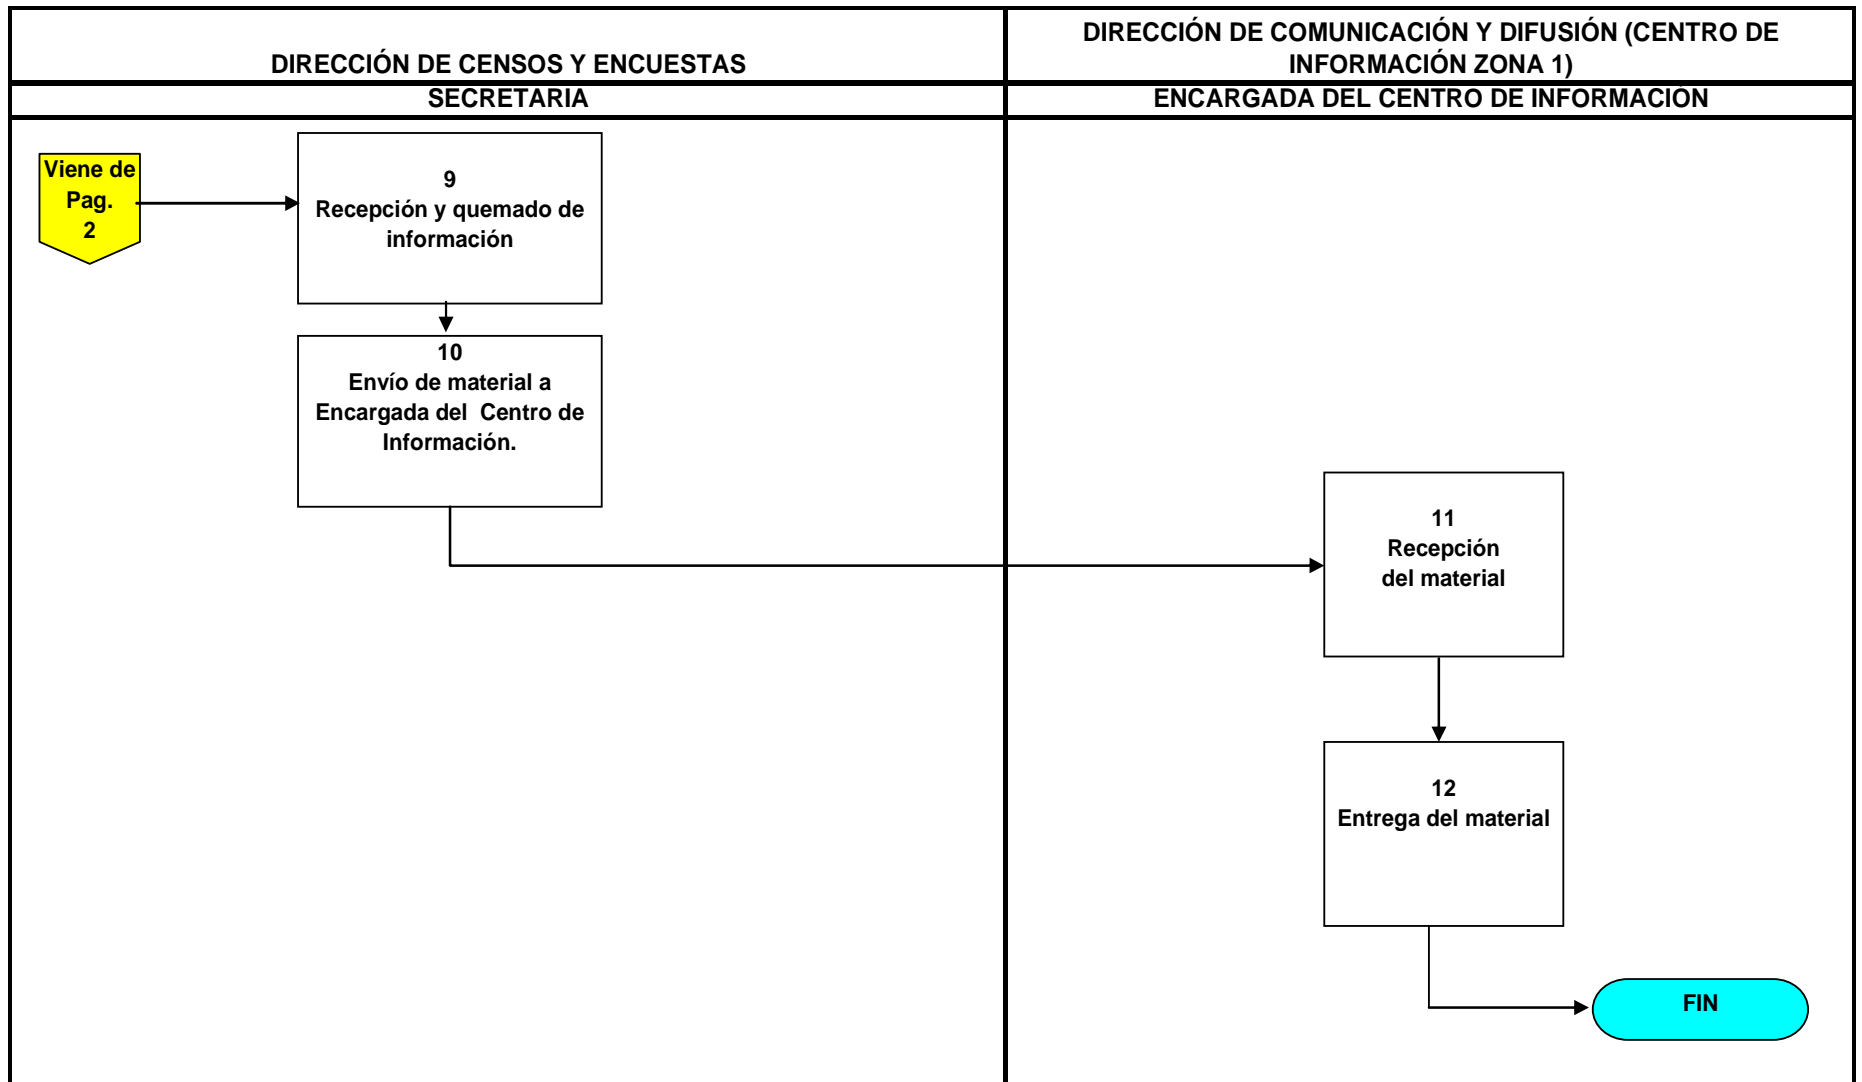 DIRECCIÓN DE CENSOS Y ENCUESTAS
DIRECCIÓN DE COMUNICACIÓN Y DIFUSIÓN (CENTRO DE
INFORMACIÓN ZONA 1)
SECRETARIA
ENCARGADA DEL CENTRO DE INFORMACIÓN
Viene de
Pag.
2
9
Recepción y quemado de
información
10
Envío de material a
Encargada del Centro de
Información.
11
Recepción
del material
12
Entrega del material
FIN